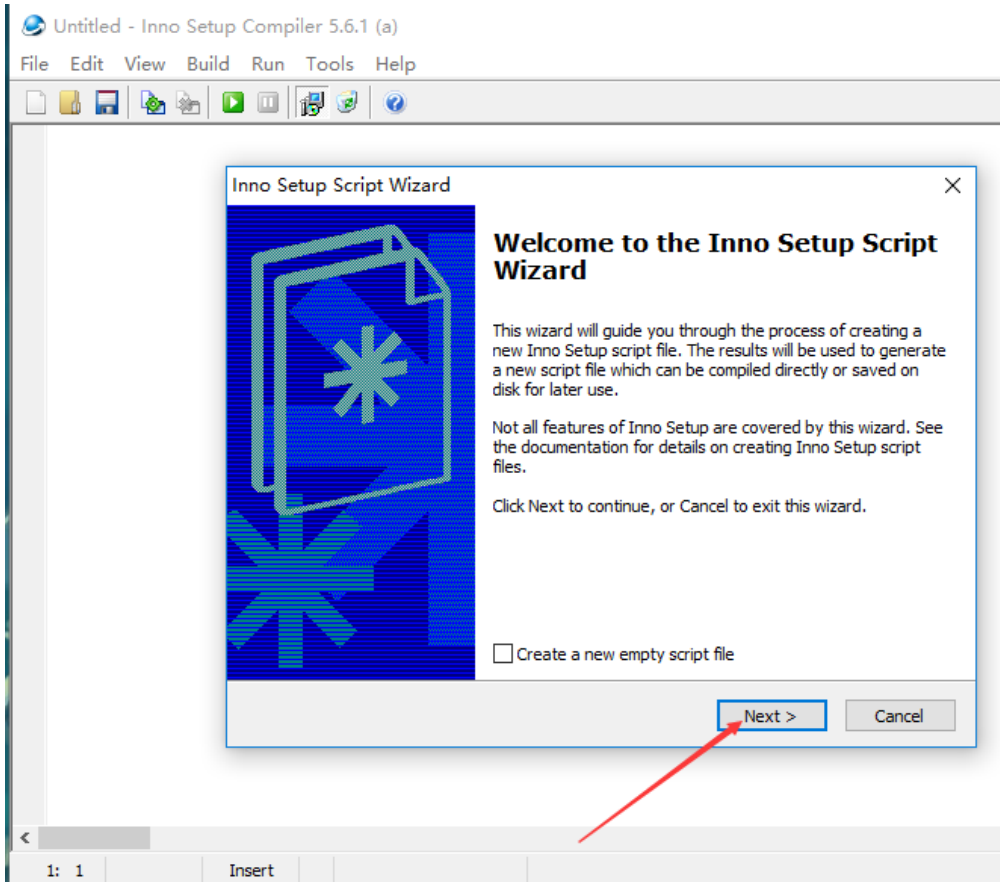 Untitled - Inno Setup Compiler 5.6.1 (a)
File Edit View Build Run Tools Help
Inno Setup Script Wizard
Welcome to the Inno Setup Script
Wizard
This wizard will guide you through the process of creating a
new Inno Setup script file. The results will be used to generate
a new script file which can be compiled directly or saved on
disk for later use.
Not all features of Inno Setup are covered by this wizard. See
the documentation for details on creating Inno Setup script
files.
Click Next to continue, or Cancel to exit this wizard.
Create a new empty script file
Next > Cancel
1: 1 Insert